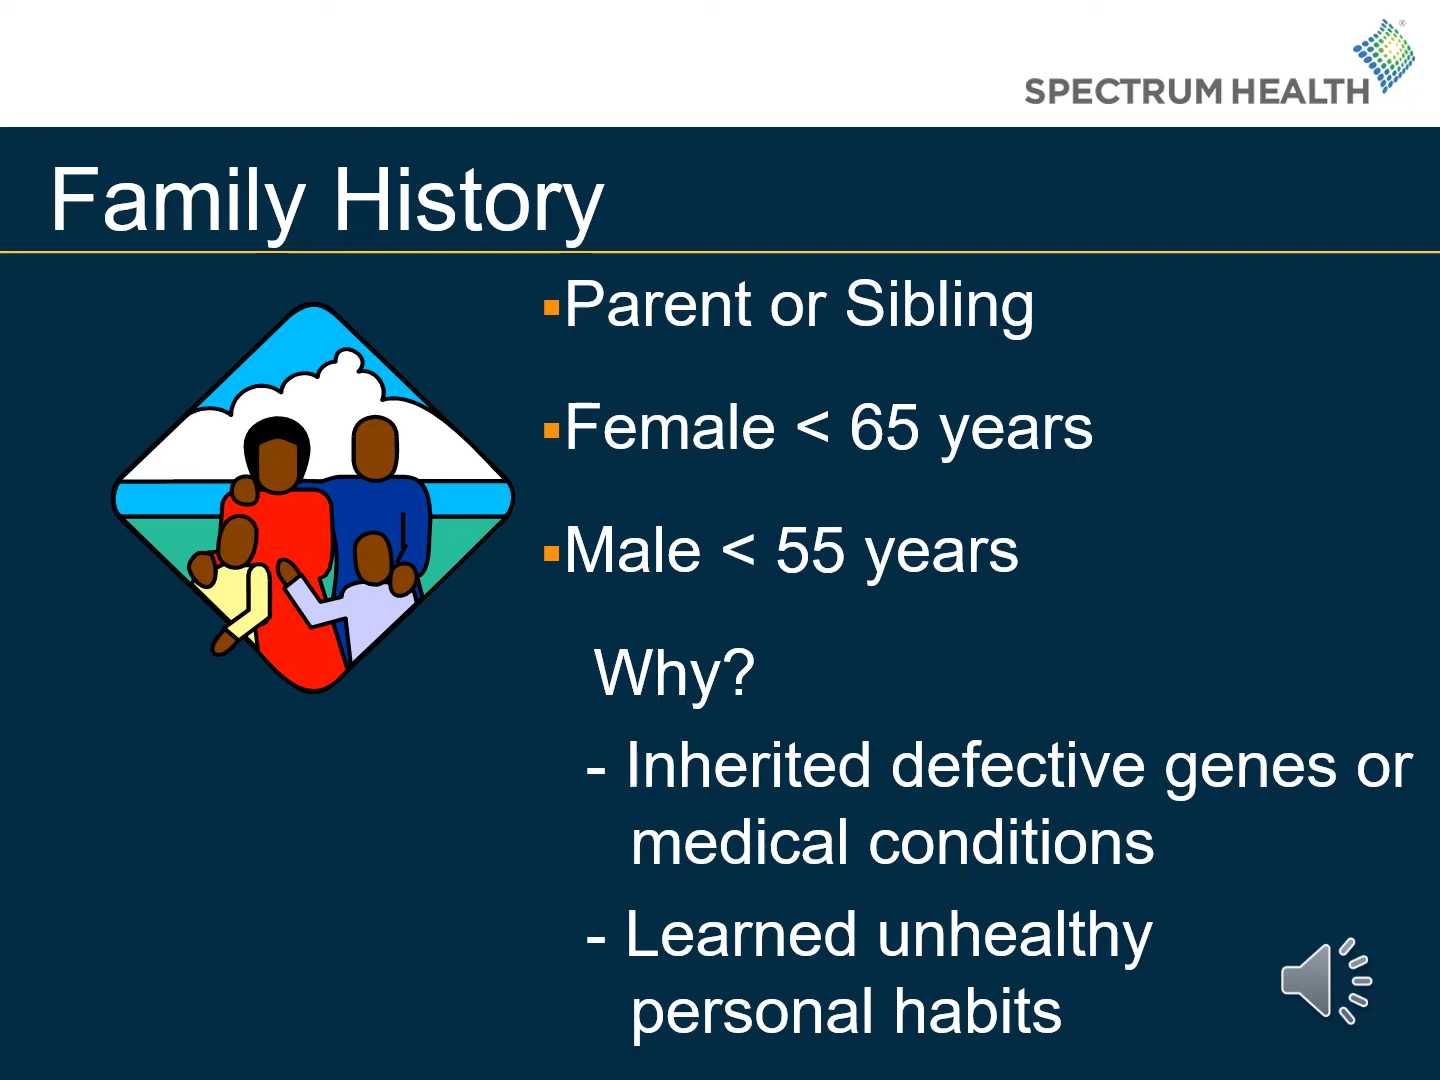 SPECTRUM HEALTH®
Family History
▪Parent or Sibling
▪Female < 65 years
▪Male < 55 years
Why?
- Inherited defective genes or
medical conditions
- Learned unhealthy
personal habits